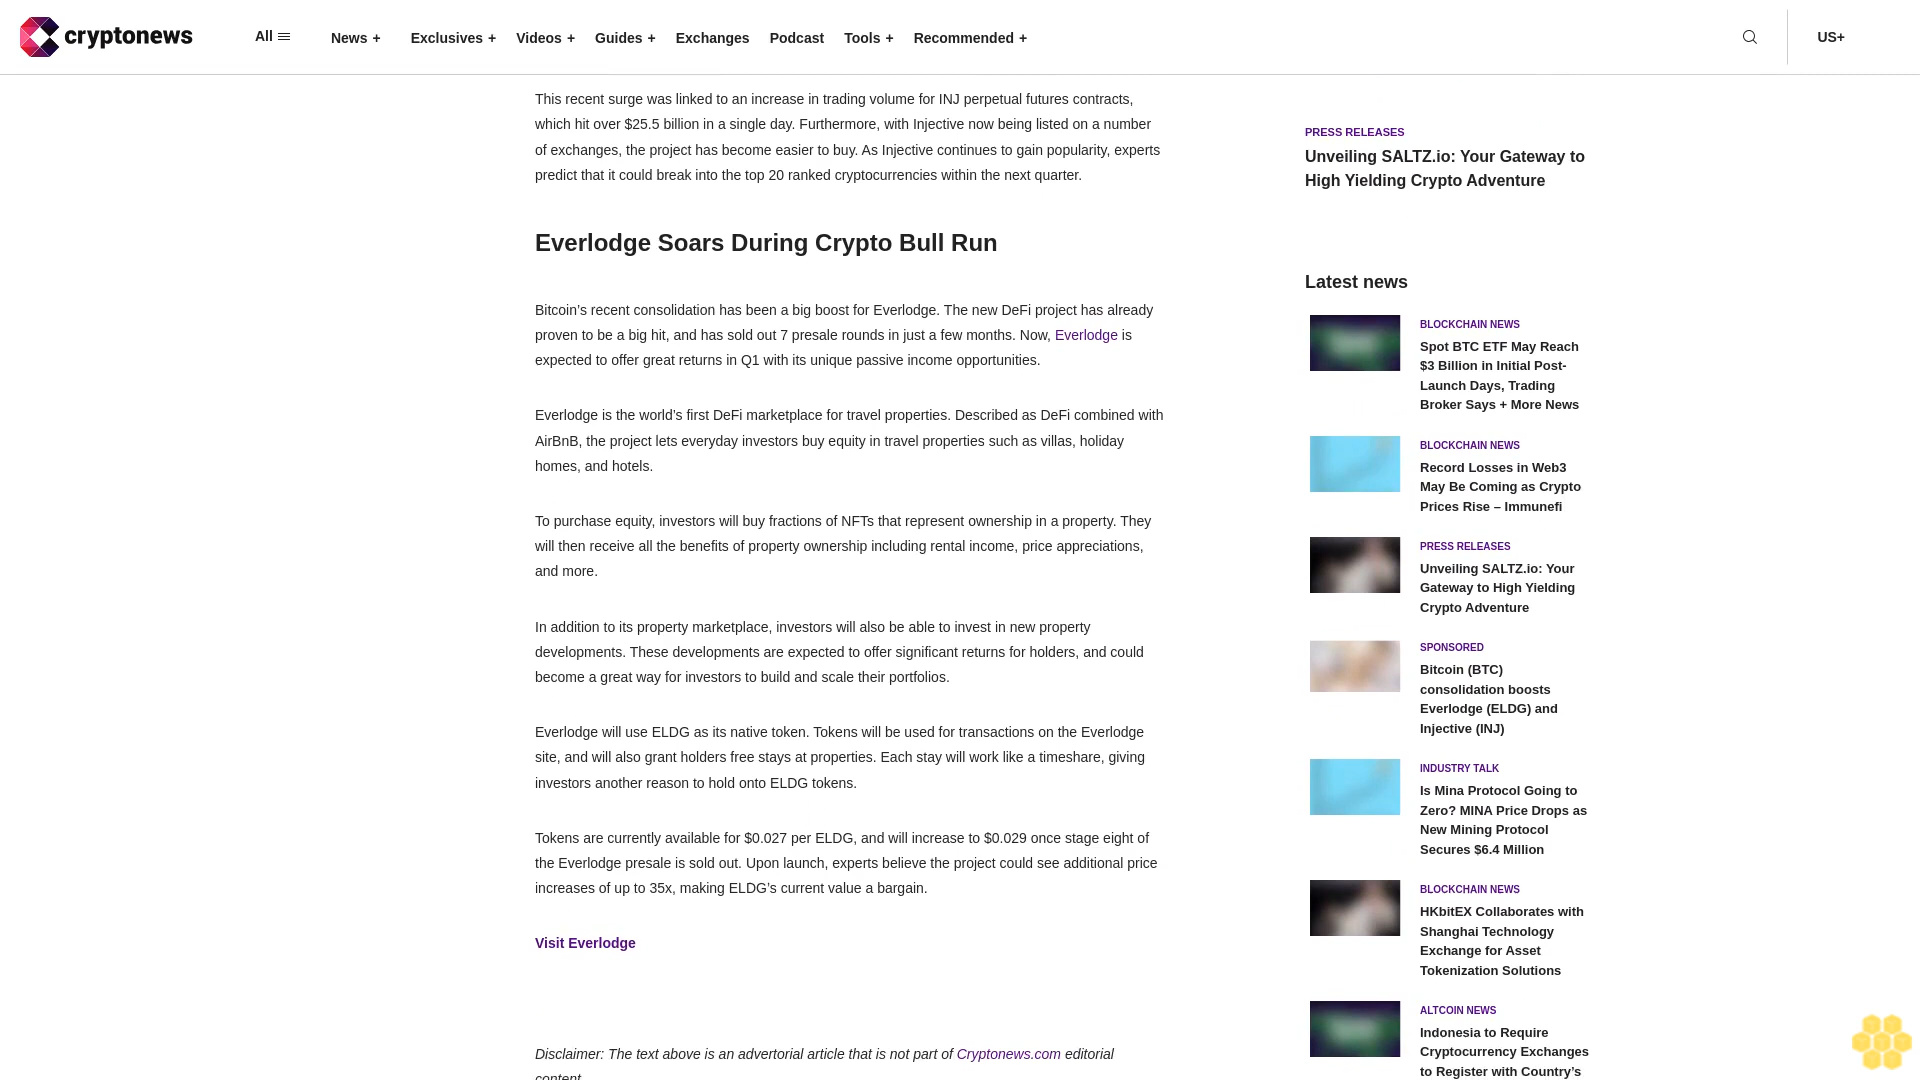 cryptonews
All
News +
Exclusives +
Videos +
Guides +
Exchanges
Podcast
Tools +
Recommended +
US+
This recent surge was linked to an increase in trading volume for INJ perpetual futures contracts,
which hit over $25.5 billion in a single day. Furthermore, with Injective now being listed on a number
of exchanges, the project has become easier to buy. As Injective continues to gain popularity, experts
predict that it could break into the top 20 ranked cryptocurrencies within the next quarter.
Everlodge Soars During Crypto Bull Run
Bitcoin’s recent consolidation has been a big boost for Everlodge. The new DeFi project has already
proven to be a big hit, and has sold out 7 presale rounds in just a few months. Now, Everlodge is
expected to offer great returns in Q1 with its unique passive income opportunities.
Everlodge is the world’s first DeFi marketplace for travel properties. Described as DeFi combined with
AirBnB, the project lets everyday investors buy equity in travel properties such as villas, holiday
homes, and hotels.
To purchase equity, investors will buy fractions of NFTs that represent ownership in a property. They
will then receive all the benefits of property ownership including rental income, price appreciations,
and more.
In addition to its property marketplace, investors will also be able to invest in new property
developments. These developments are expected to offer significant returns for holders, and could
become a great way for investors to build and scale their portfolios.
Everlodge will use ELDG as its native token. Tokens will be used for transactions on the Everlodge
site, and will also grant holders free stays at properties. Each stay will work like a timeshare, giving
investors another reason to hold onto ELDG tokens.
Tokens are currently available for $0.027 per ELDG, and will increase to $0.029 once stage eight of
the Everlodge presale is sold out. Upon launch, experts believe the project could see additional price
increases of up to 35x, making ELDG’s current value a bargain.
Visit Everlodge
Disclaimer: The text above is an advertorial article that is not part of Cryptonews.com editorial
content.
PRESS RELEASES
Unveiling SALTZ.io: Your Gateway to
High Yielding Crypto Adventure
Latest news
BLOCKCHAIN NEWS
Spot BTC ETF May Reach
$3 Billion in Initial Post-
Launch Days, Trading
Broker Says + More News
BLOCKCHAIN NEWS
Record Losses in Web3
May Be Coming as Crypto
Prices Rise – Immunefi
PRESS RELEASES
Unveiling SALTZ.io: Your
Gateway to High Yielding
Crypto Adventure
SPONSORED
Bitcoin (BTC)
consolidation boosts
Everlodge (ELDG) and
Injective (INJ)
INDUSTRY TALK
Is Mina Protocol Going to
Zero? MINA Price Drops as
New Mining Protocol
Secures $6.4 Million
BLOCKCHAIN NEWS
HKbitEX Collaborates with
Shanghai Technology
Exchange for Asset
Tokenization Solutions
ALTCOIN NEWS
Indonesia to Require
Cryptocurrency Exchanges
to Register with Country’s